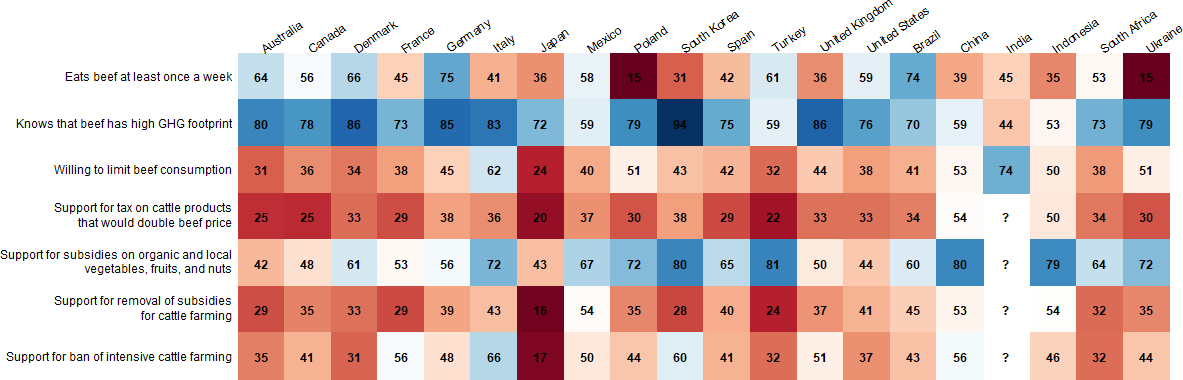 Australia Canada Denmark France Germany Italy Japan Mexico Poland South Korea Spain Turkey United Kingdom United States Brazil China India Indonesia South Africa Ukraine
Eats beef at least once a week 64 56 66 45 75 41 36 58 15 31 42 61 36 59 74 39 45 35 53 15
Knows that beef has high GHG footprint 80 78 86 73 85 83 72 59 79 94 75 59 86 76 70 59 44 53 73 79
Willing to limit beef consumption 31 36 34 38 45 62 24 40 51 43 42 32 44 38 41 53 74 50 38 51
Support for tax on cattle products
that would double beef price 25 25 33 29 38 36 20 37 30 38 29 22 33 33 34 54 ? 50 34 30
Support for subsidies on organic and local
vegetables, fruits, and nuts 42 48 61 53 56 72 43 67 72 80 65 81 50 44 60 80 ? 79 64 72
Support for removal of subsidies
for cattle farming 29 35 33 29 39 43 16 54 35 28 40 24 37 41 45 53 ? 54 32 35
Support for ban of intensive cattle farming 35 41 31 56 48 66 17 50 44 60 41 32 51 37 43 56 ? 46 32 44